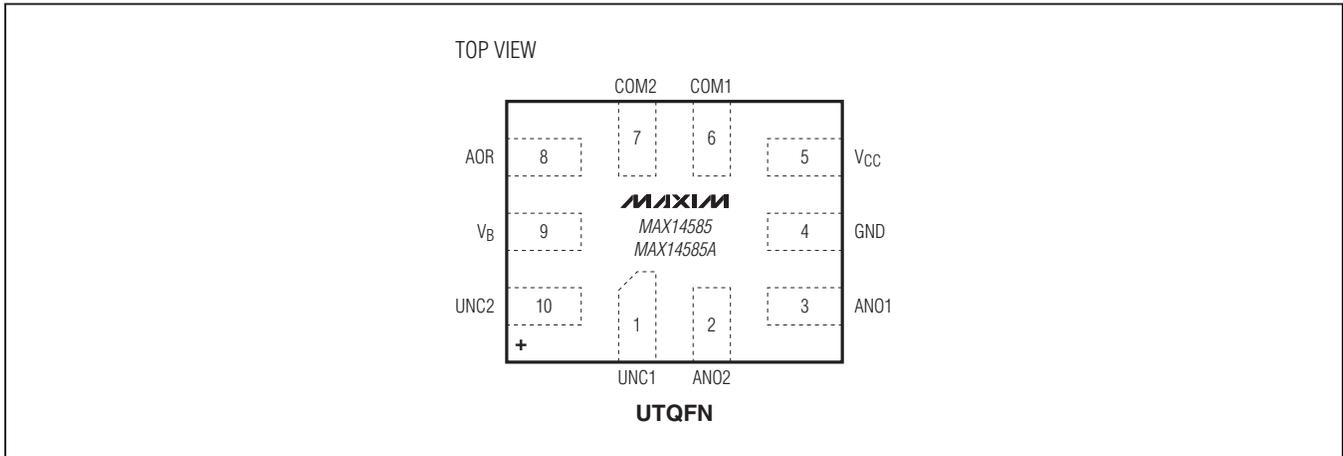 TOP VIEW
COM2 COM1
7 6
AOR 8 5 VCC
MAXIM
MAX14585
MAX14585A
VB 9 4 GND
UNC2 10 3 ANO1
1 2
+
UNC1 ANO2
UTQFN